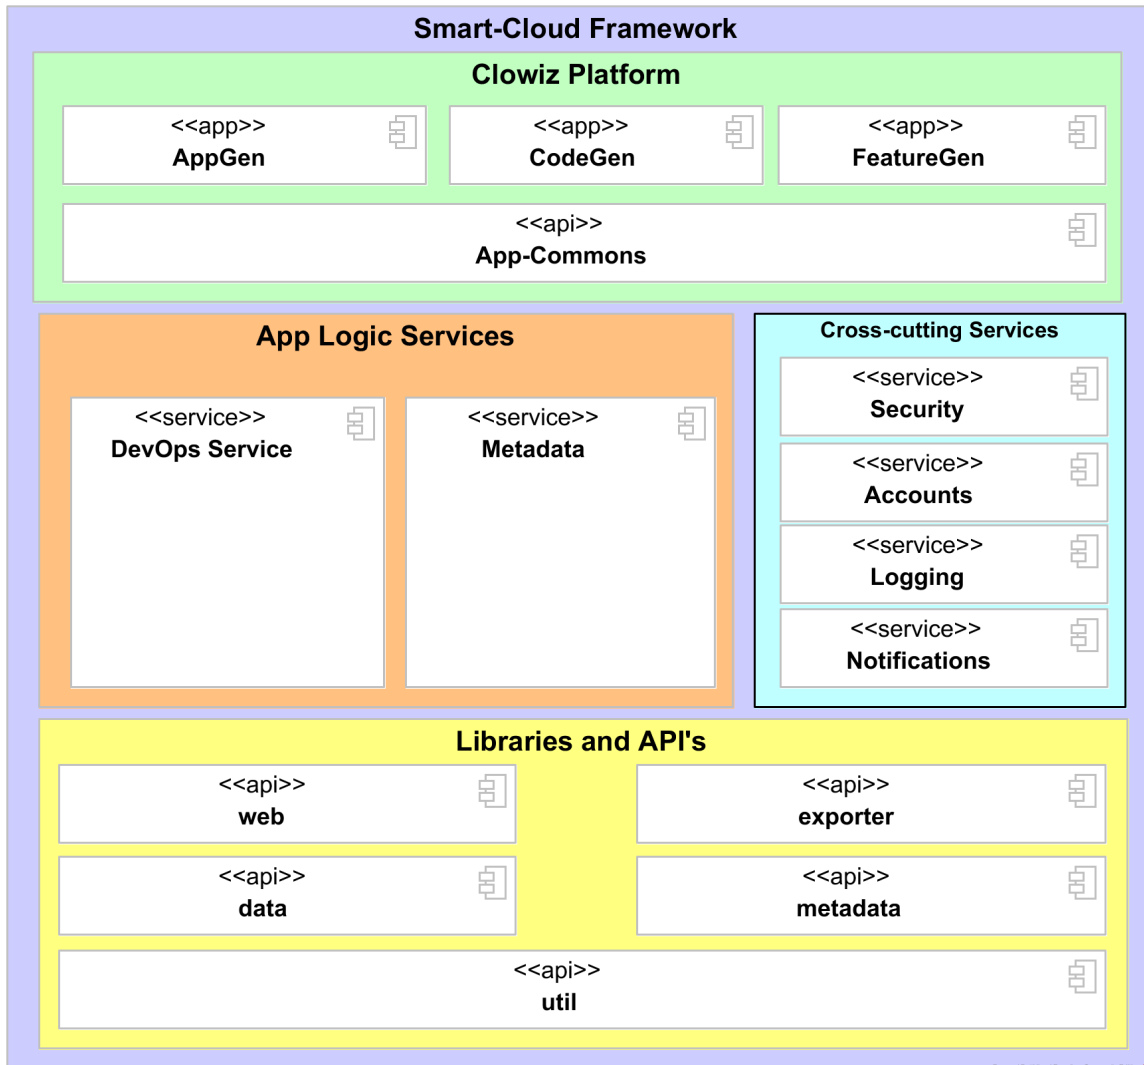 Smart-Cloud Framework
Clowiz Platform
<<app>>
AppGen
<<app>>
CodeGen
<<app>>
FeatureGen
<<api>>
App-Commons
App Logic Services
<<service>>
DevOps Service
<<service>>
Metadata
Cross-cutting Services
<<service>>
Security
<<service>>
Accounts
<<service>>
Logging
<<service>>
Notifications
Libraries and API's
<<api>>
web
<<api>>
exporter
<<api>>
data
<<api>>
metadata
<<api>>
util